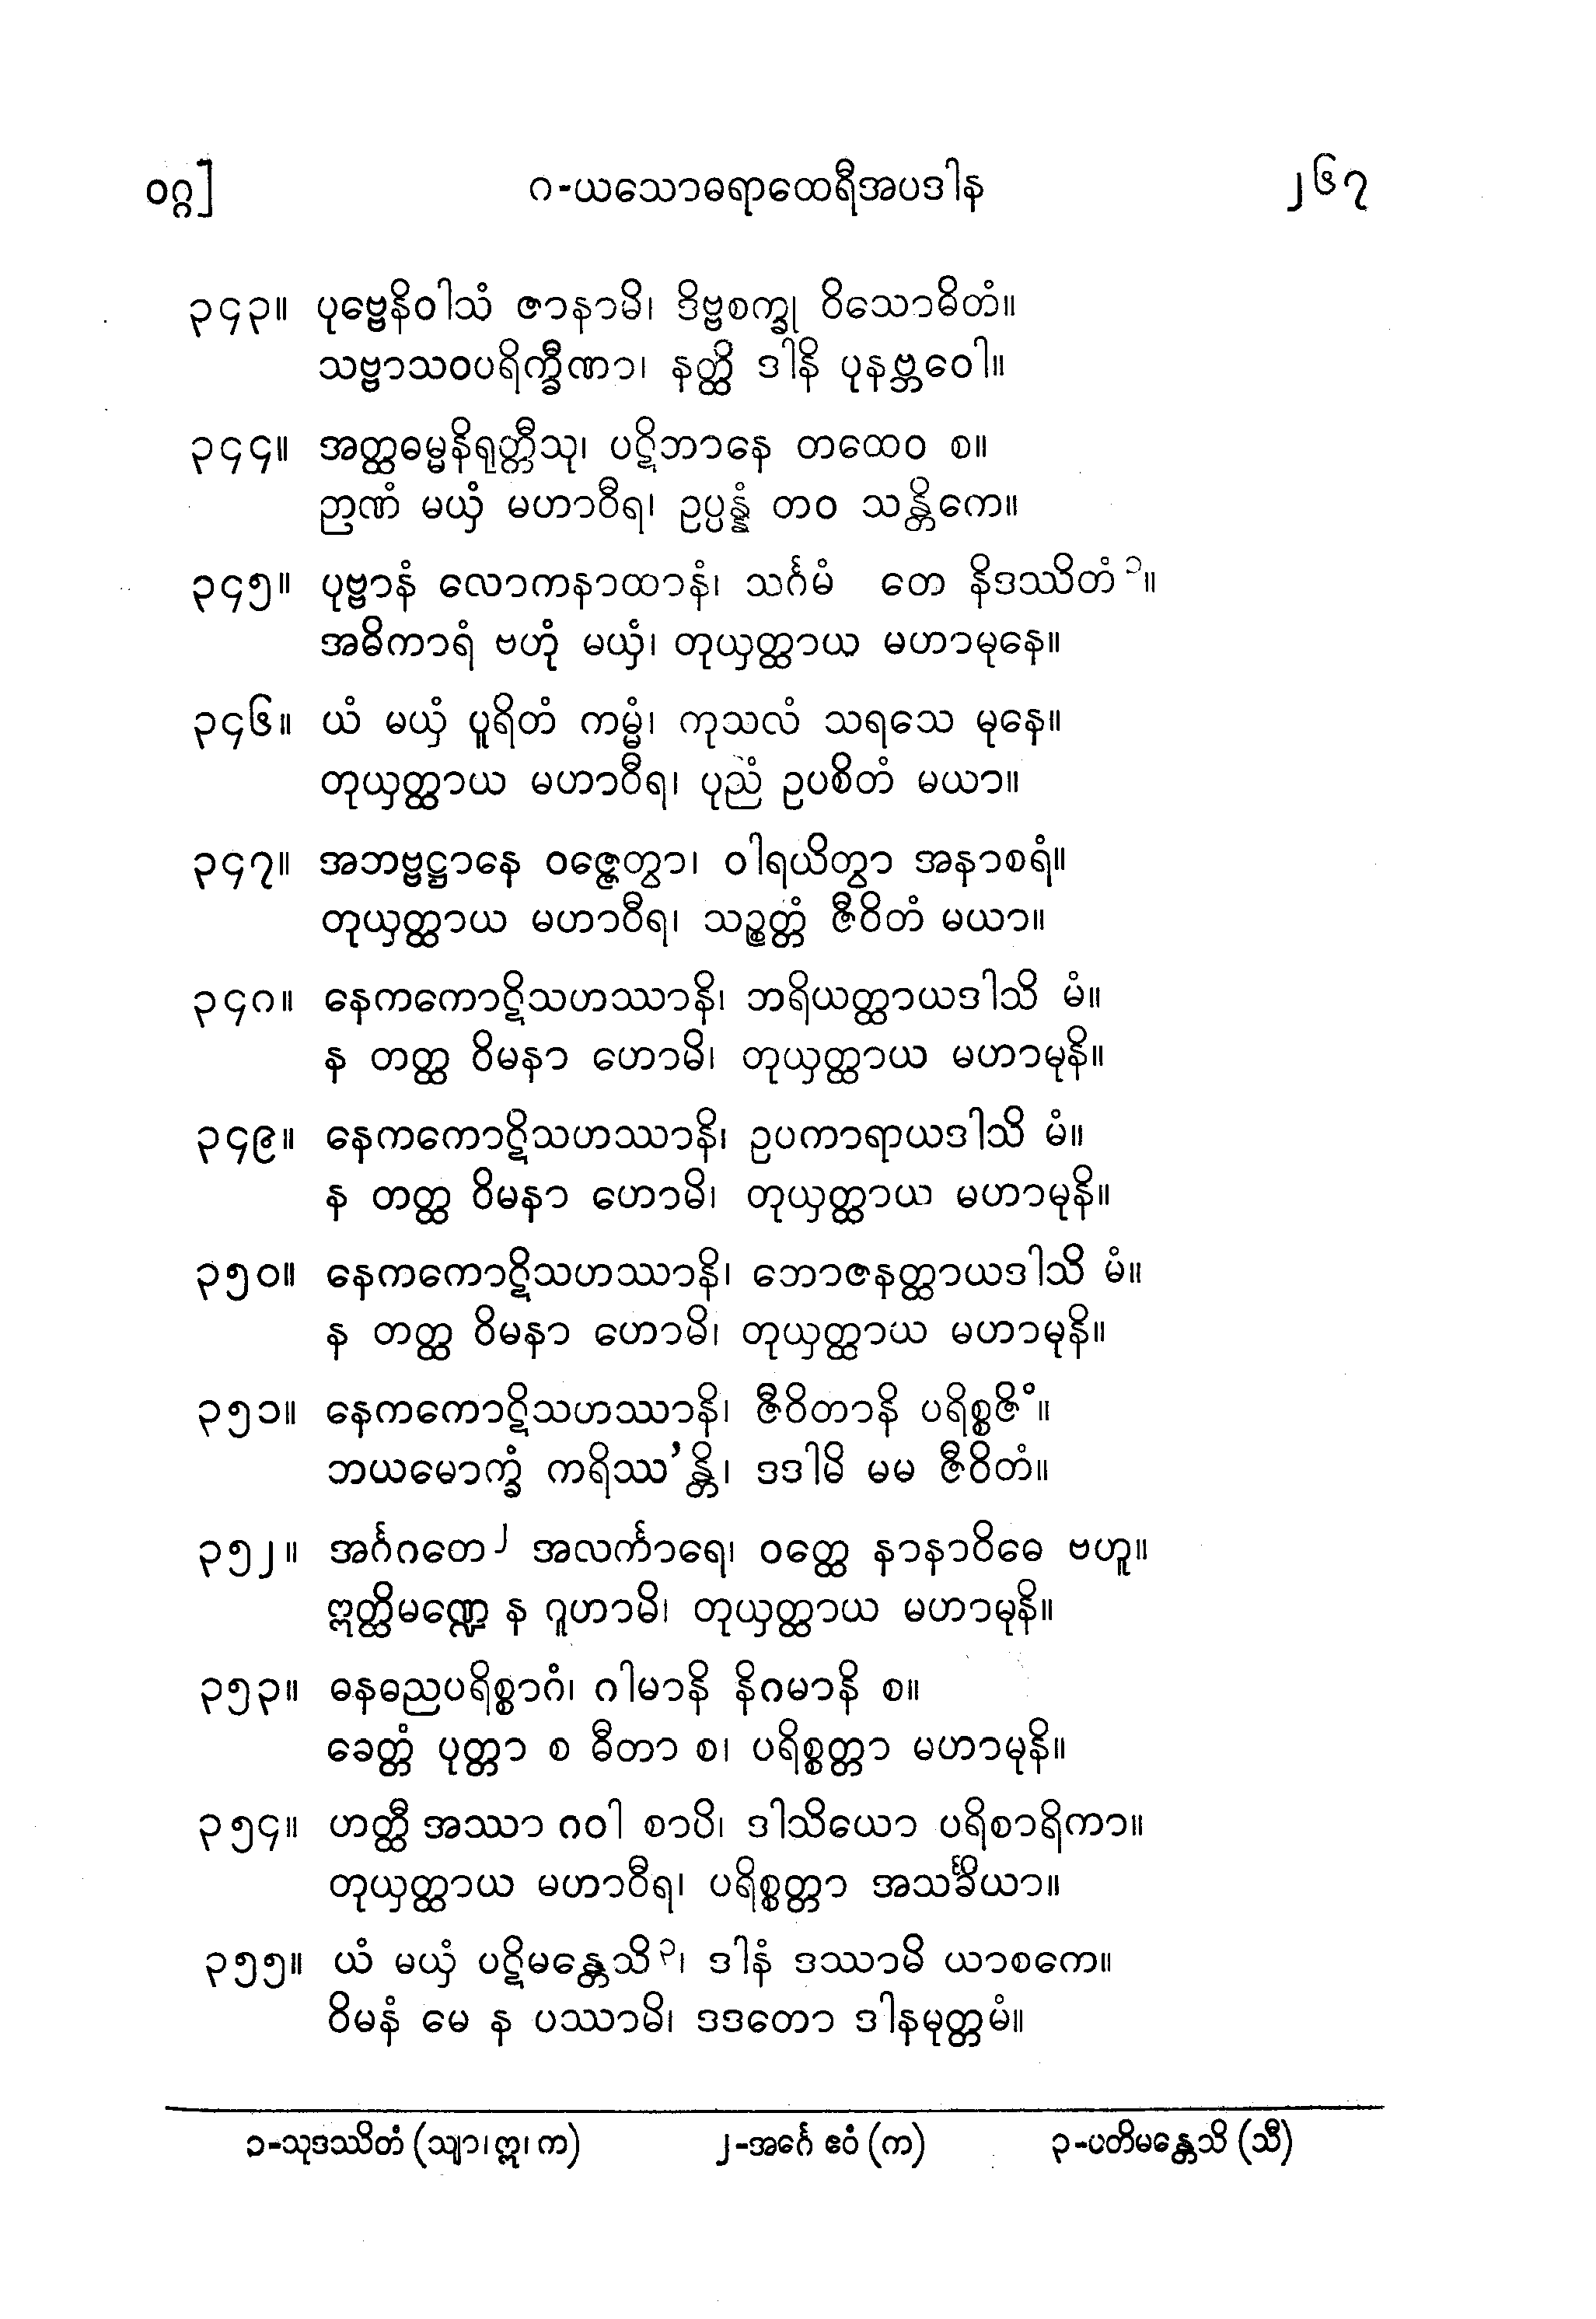 ဝဂ္ဂ]
ဂ-ယသောဓရာထေရီအပဒါန
၂၆၇
၃၄၃။ ပုဗ္ဗေနိဝါသံ ဇာနာမိ၊ ဒိဗ္ဗစက္ခု ဝိသောဓိတံ။
သဗ္ဗာသဝပရိက္ခီဏာ၊ နတ္ထိ ဒါနိ ပုနဗ္ဘဝေါ။
၃၄၄။ အတ္ထဓမ္မနိရုတ္တီသု၊ ပဋိဘာနေ တထေဝ စ။
ဉာဏံ မယှံ မဟာဝီရ၊ ဥပ္ပန္နံ တဝ သန္တိကေ။
၃၄၅။ ပုဗ္ဗာနံ လောကနာထာနံ၊ သင်္ဂမံ တေ နိဒဿိတံ ၁။
အဓိကာရံ ဗဟုံ မယှံ၊ တုယှတ္ထာယ မဟာမုနေ။
၃၄၆။ ယံ မယှံ ပူရိတံ ကမ္မံ၊ ကုသလံ သရသေ မုနေ။
တုယှတ္ထာယ မဟာဝီရ၊ ပုညံ ဥပစိတံ မယာ။
၃၄၇။ အဘဗ္ဗဋ္ဌာနေ ဝဇ္ဇေတွာ၊ ဝါရယိတွာ အနာစရံ။
တုယှတ္ထာယ မဟာဝီရ၊ သဉ္စတ္တံ ဇီဝိတံ မယာ။
၃၄၈။ နေကကောဋိသဟဿာနိ၊ ဘရိယတ္ထာယဒါသိ မံ။
န တတ္ထ ဝိမနာ ဟောမိ၊ တုယှတ္ထာယ မဟာမုနိ။
၃၄၉။ နေကကောဋိသဟဿာနိ၊ ဥပကာရာယဒါသိ မံ။
န တတ္ထ ဝိမနာ ဟောမိ၊ တုယှတ္ထာယ မဟာမုနိ။
၃၅၀။ နေကကောဋိသဟဿာနိ၊ ဘောဇနတ္ထာယဒါသိ မံ။
န တတ္ထ ဝိမနာ ဟောမိ၊ တုယှတ္ထာယ မဟာမုနိ။
၃၅၁။ နေကကောဋိသဟဿာနိ၊ ဇီဝိတာနိ ပရိစ္စဇိံ။
ဘယမောက္ခံ ကရိဿ’န္တိ၊ ဒဒါမိ မမ ဇီဝိတံ။
၃၅၂။ အင်္ဂဂတေ ၂ အလင်္ကာရေ၊ ဝတ္ထေ နာနာဝိဓေ ဗဟူ။
ဣတ္ထိမဏ္ဍေ န ဂူဟာမိ၊ တုယှတ္ထာယ မဟာမုနိ။
၃၅၃။ ဓနဓညပရိစ္စာဂံ၊ ဂါမာနိ နိဂမာနိ စ။
ခေတ္တံ ပုတ္တာ စ ဓီတာ စ၊ ပရိစ္စတ္တာ မဟာမုနိ။
၃၅၄။ ဟတ္ထီ အဿာ ဂဝါ စာပိ၊ ဒါသိယော ပရိစာရိကာ။
တုယှတ္ထာယ မဟာဝီရ၊ ပရိစ္စတ္တာ အသင်္ခိယာ။
၃၅၅။ ယံ မယှံ ပဋိမန္တေသိ ၃၊ ဒါနံ ဒဿာမိ ယာစကေ။
ဝိမနံ မေ န ပဿာမိ၊ ဒဒတော ဒါနမုတ္တမံ။
၁-သုဒဿိတံ (သျာ၊ ဣ၊ က) ၂-အင်္ဂေ ဧဝံ (က) ၃-ပတိမန္တေသိ (သီ)